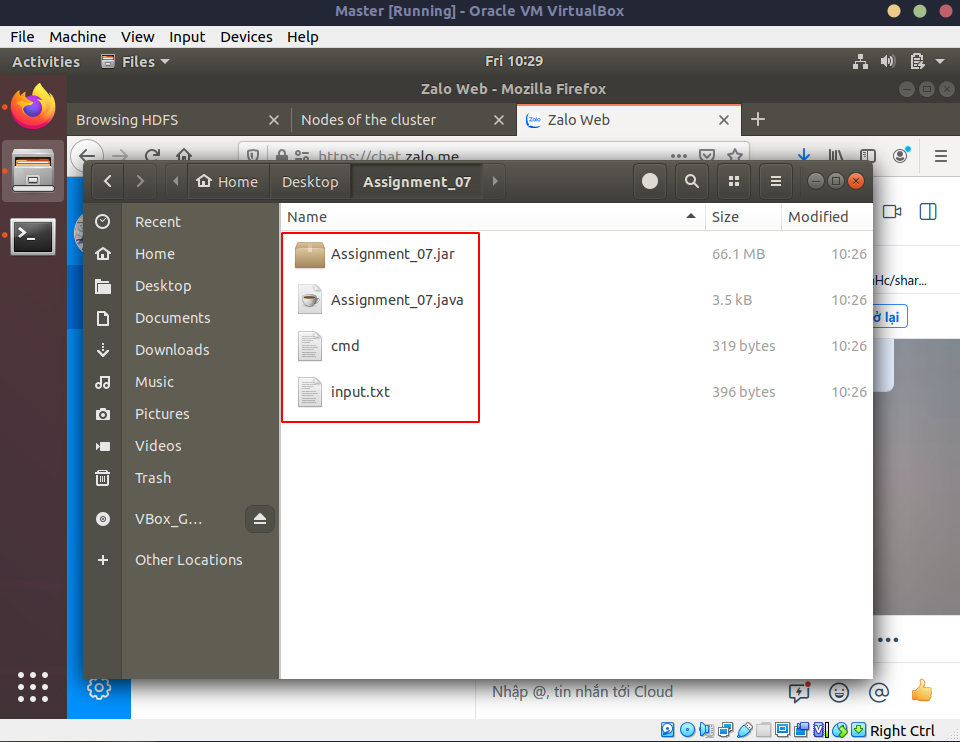 Master [Running] - Oracle VM VirtualBox
File Machine View Input Devices Help
Activities Files Fri 10:29
Zalo Web - Mozilla Firefox
Browsing HDFS Nodes of the cluster Zalo Zalo Web
https://chat.zalo.me
Home Desktop Assignment_07
Name Size Modified
Recent
Home
Desktop
Documents
Downloads
Music
Pictures
Videos
Trash
VBox_G...
Other Locations
Assignment_07.jar 66.1 MB 10:26
Assignment_07.java 3.5 kB 10:26
cmd 319 bytes 10:26
input.txt 396 bytes 10:26
Hc/shar...
ở lại
Nhập @, tin nhắn tới Cloud
Right Ctrl